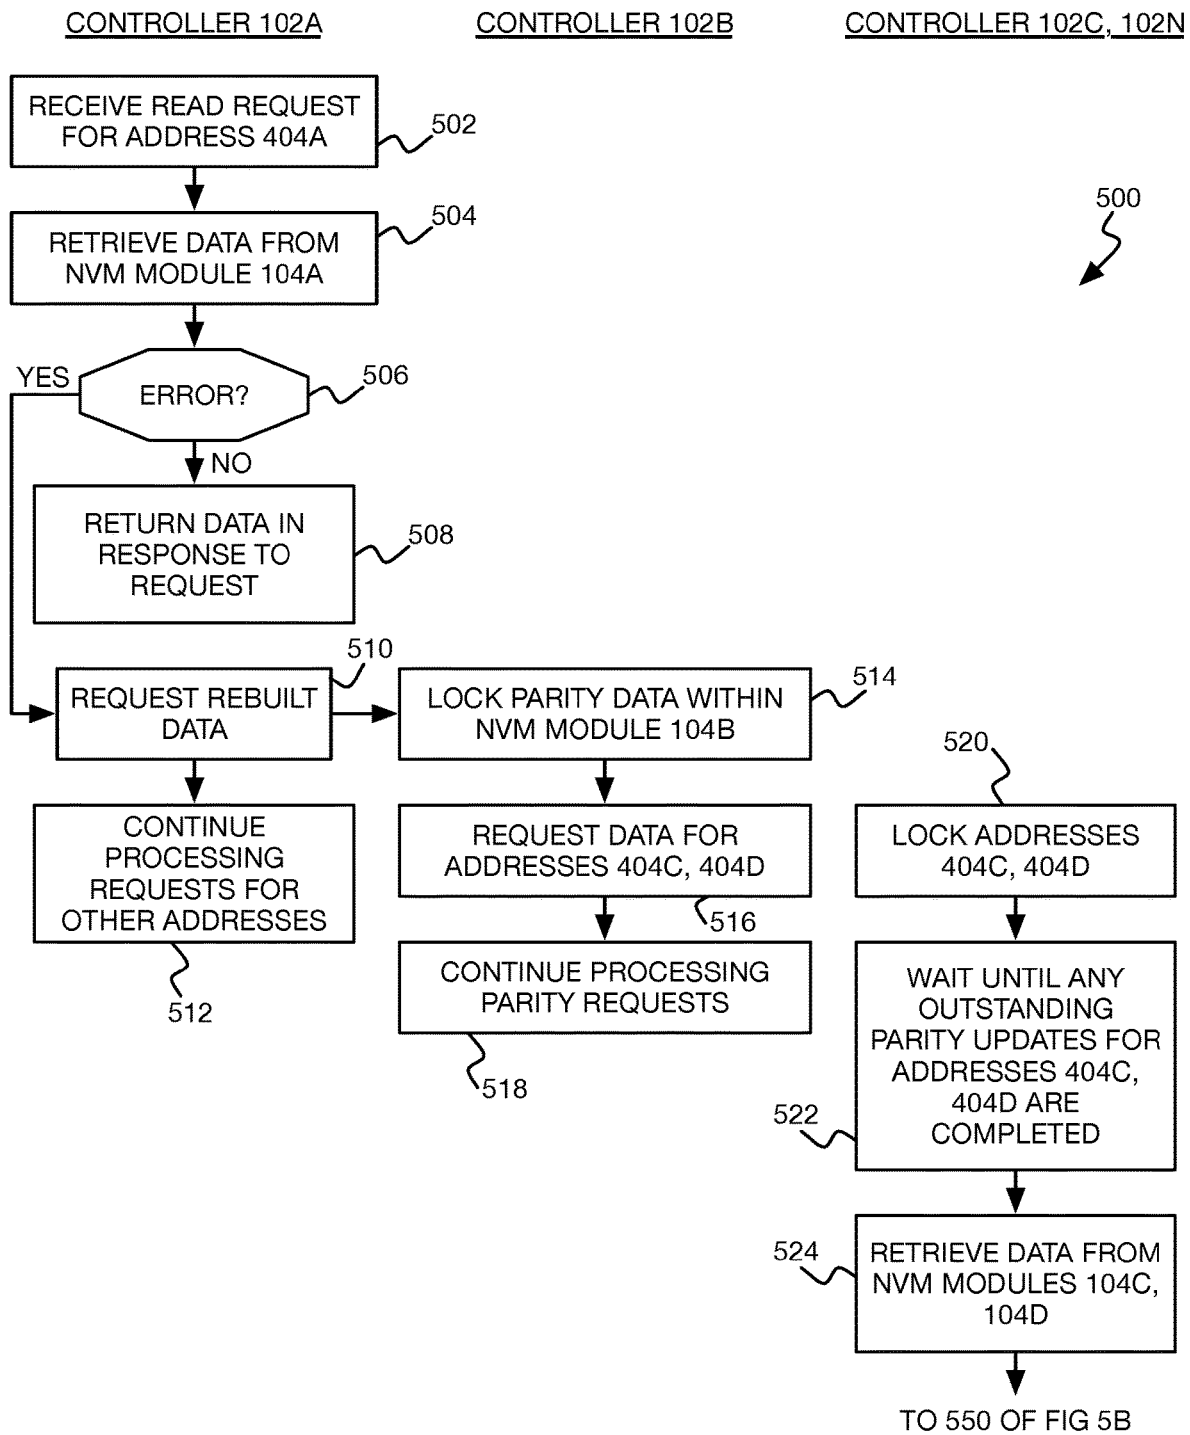 CONTROLLER 102A
CONTROLLER 102B
CONTROLLER 102C, 102N
RECEIVE READ REQUEST
FOR ADDRESS 404A
502
RETRIEVE DATA FROM
NVM MODULE 104A
504
500
YES
ERROR?
506
NO
RETURN DATA IN
RESPONSE TO
REQUEST
508
REQUEST REBUILT
DATA
510
LOCK PARITY DATA WITHIN
NVM MODULE 104B
514
CONTINUE
PROCESSING
REQUESTS FOR
OTHER ADDRESSES
512
REQUEST DATA FOR
ADDRESSES 404C, 404D
516
CONTINUE PROCESSING
PARITY REQUESTS
518
520
LOCK ADDRESSES
404C, 404D
WAIT UNTIL ANY
OUTSTANDING
PARITY UPDATES FOR
ADDRESSES 404C,
404D ARE
COMPLETED
522
524
RETRIEVE DATA FROM
NVM MODULES 104C,
104D
TO 550 OF FIG 5B